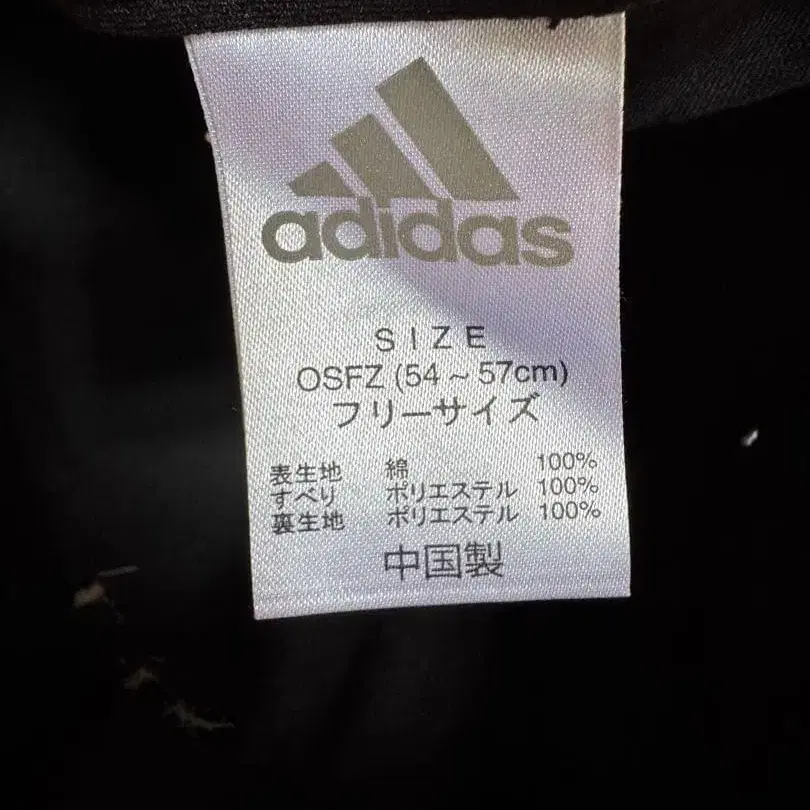 adidas
SIZE
OSFZ (54～57cm)
フリーサイズ
表生地 綿 100%
すべり ポリエステル 100%
裏生地 ポリエステル 100%
中国製